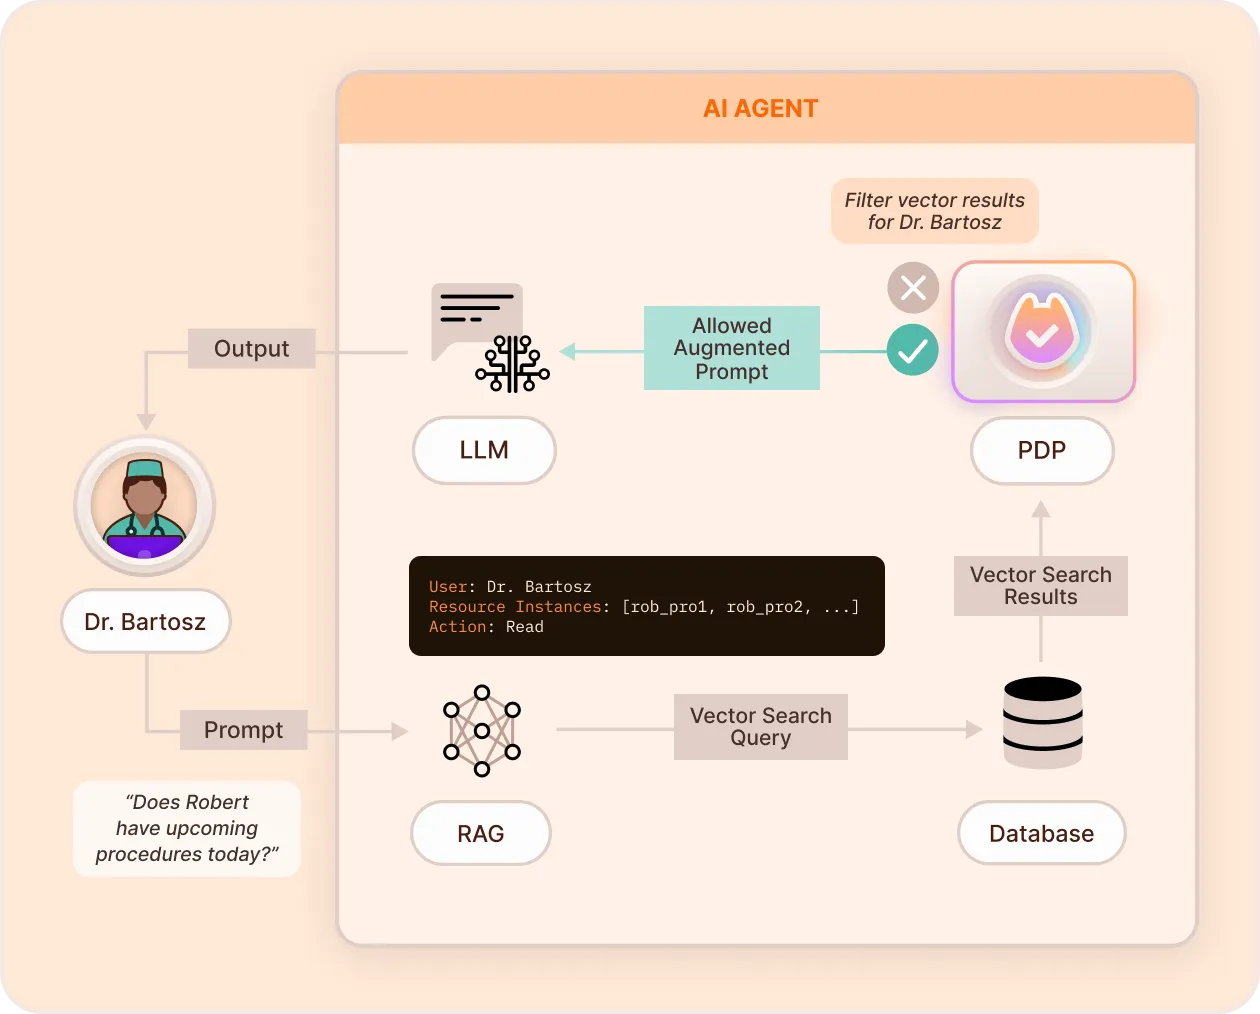 AI AGENT
Filter vector results
for Dr. Bartosz
Output
Allowed
Augmented
Prompt
LLM
PDP
User: Dr. Bartosz
Resource Instances: [rob_pro1, rob_pro2, ...]
Action: Read
Vector Search
Results
Dr. Bartosz
Prompt
Vector Search
Query
“Does Robert
have upcoming
procedures today?”
RAG
Database